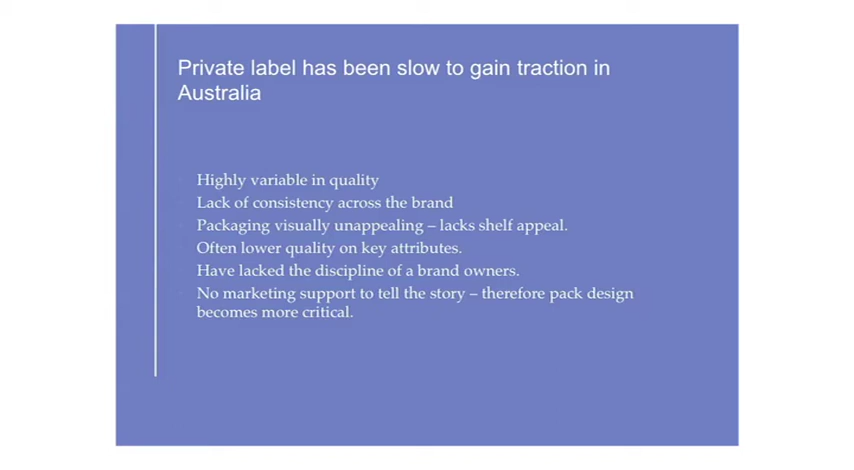 Private label has been slow to gain traction in
Australia
Highly variable in quality
Lack of consistency across the brand
Packaging visually unappealing – lacks shelf appeal.
Often lower quality on key attributes.
Have lacked the discipline of a brand owners.
No marketing support to tell the story – therefore pack design
becomes more critical.